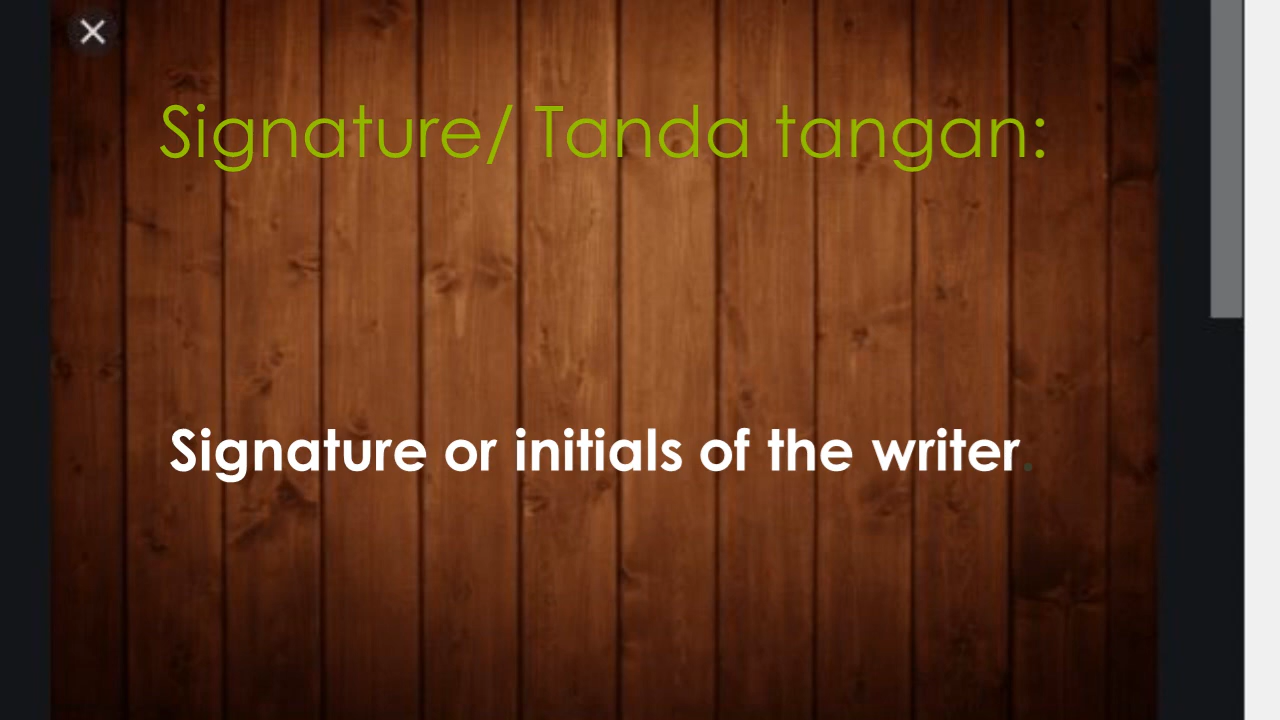 Signature/ Tanda tangan:
Signature or initials of the writer.